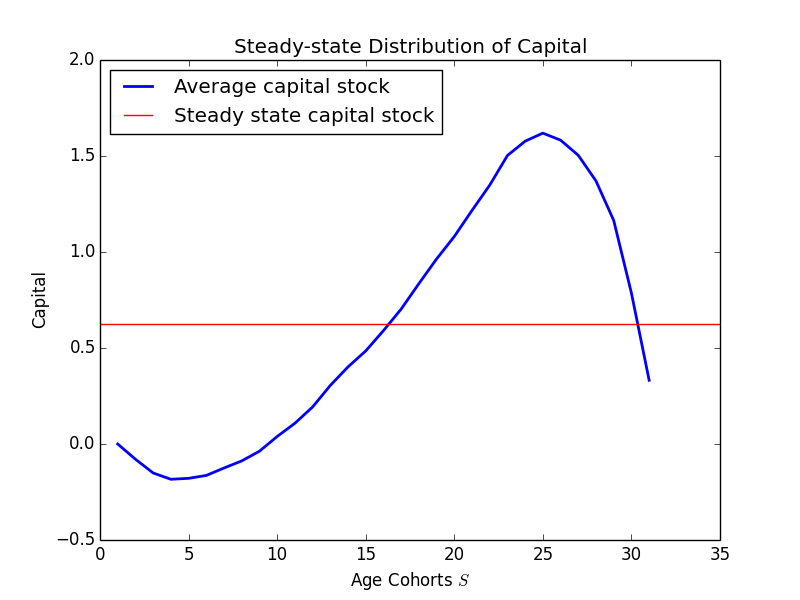 Steady-state Distribution of Capital
Average capital stock
Steady state capital stock
2.0
1.5
1.0
0.5
0.0
−0.5
Capital
0 5 10 15 20 25 30 35
Age Cohorts S